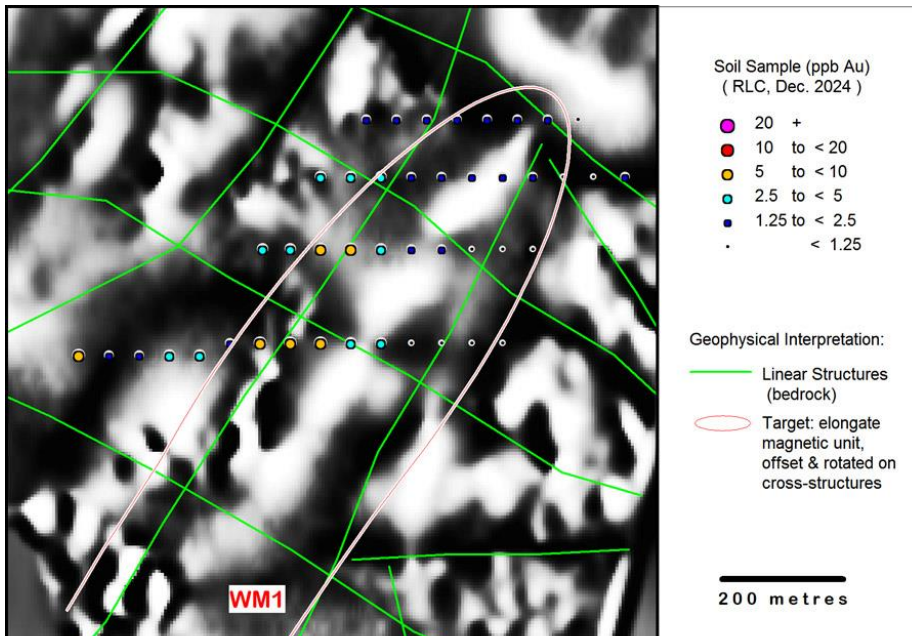 Soil Sample (ppb Au)
( RLC, Dec. 2024 )
20 +
10 to < 20
5 to < 10
2.5 to < 5
1.25 to < 2.5
< 1.25
Geophysical Interpretation:
Linear Structures
(bedrock)
Target: elongate
magnetic unit,
offset & rotated on
cross-structures
200 metres
WM1